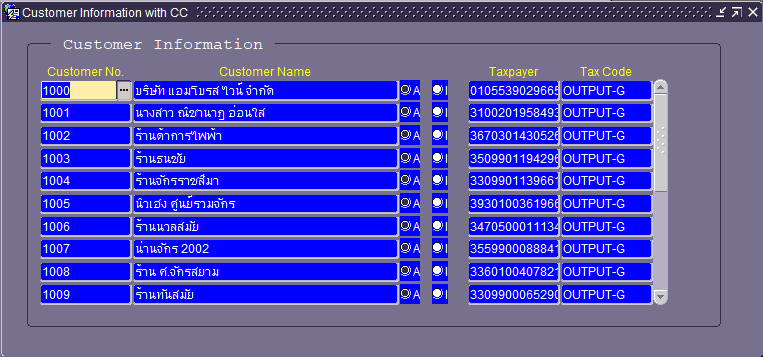 Customer Information with CC
Customer Information
Customer No. Customer Name Taxpayer Tax Code
1000 บริษัท แอมโบรส ไวน์ จำกัด A I 0105539029665 OUTPUT-G
1001 นางสาว ณิชานาฏ อ่อนใส A I 3100201958493 OUTPUT-G
1002 ร้านดำการไฟฟ้า A I 3670301430526 OUTPUT-G
1003 ร้านธนชัย A I 3509901194296 OUTPUT-G
1004 ร้านจักรราชสีมา A I 3309901139661 OUTPUT-G
1005 นิวเฮง ศูนย์รวมจักร A I 3930100361966 OUTPUT-G
1006 ร้านนวลสมัย A I 3470500011134 OUTPUT-G
1007 น่านจักร 2002 A I 3559900088841 OUTPUT-G
1008 ร้าน ศ.จักรสยาม A I 3360100407821 OUTPUT-G
1009 ร้านทันสมัย A I 3309900065290 OUTPUT-G